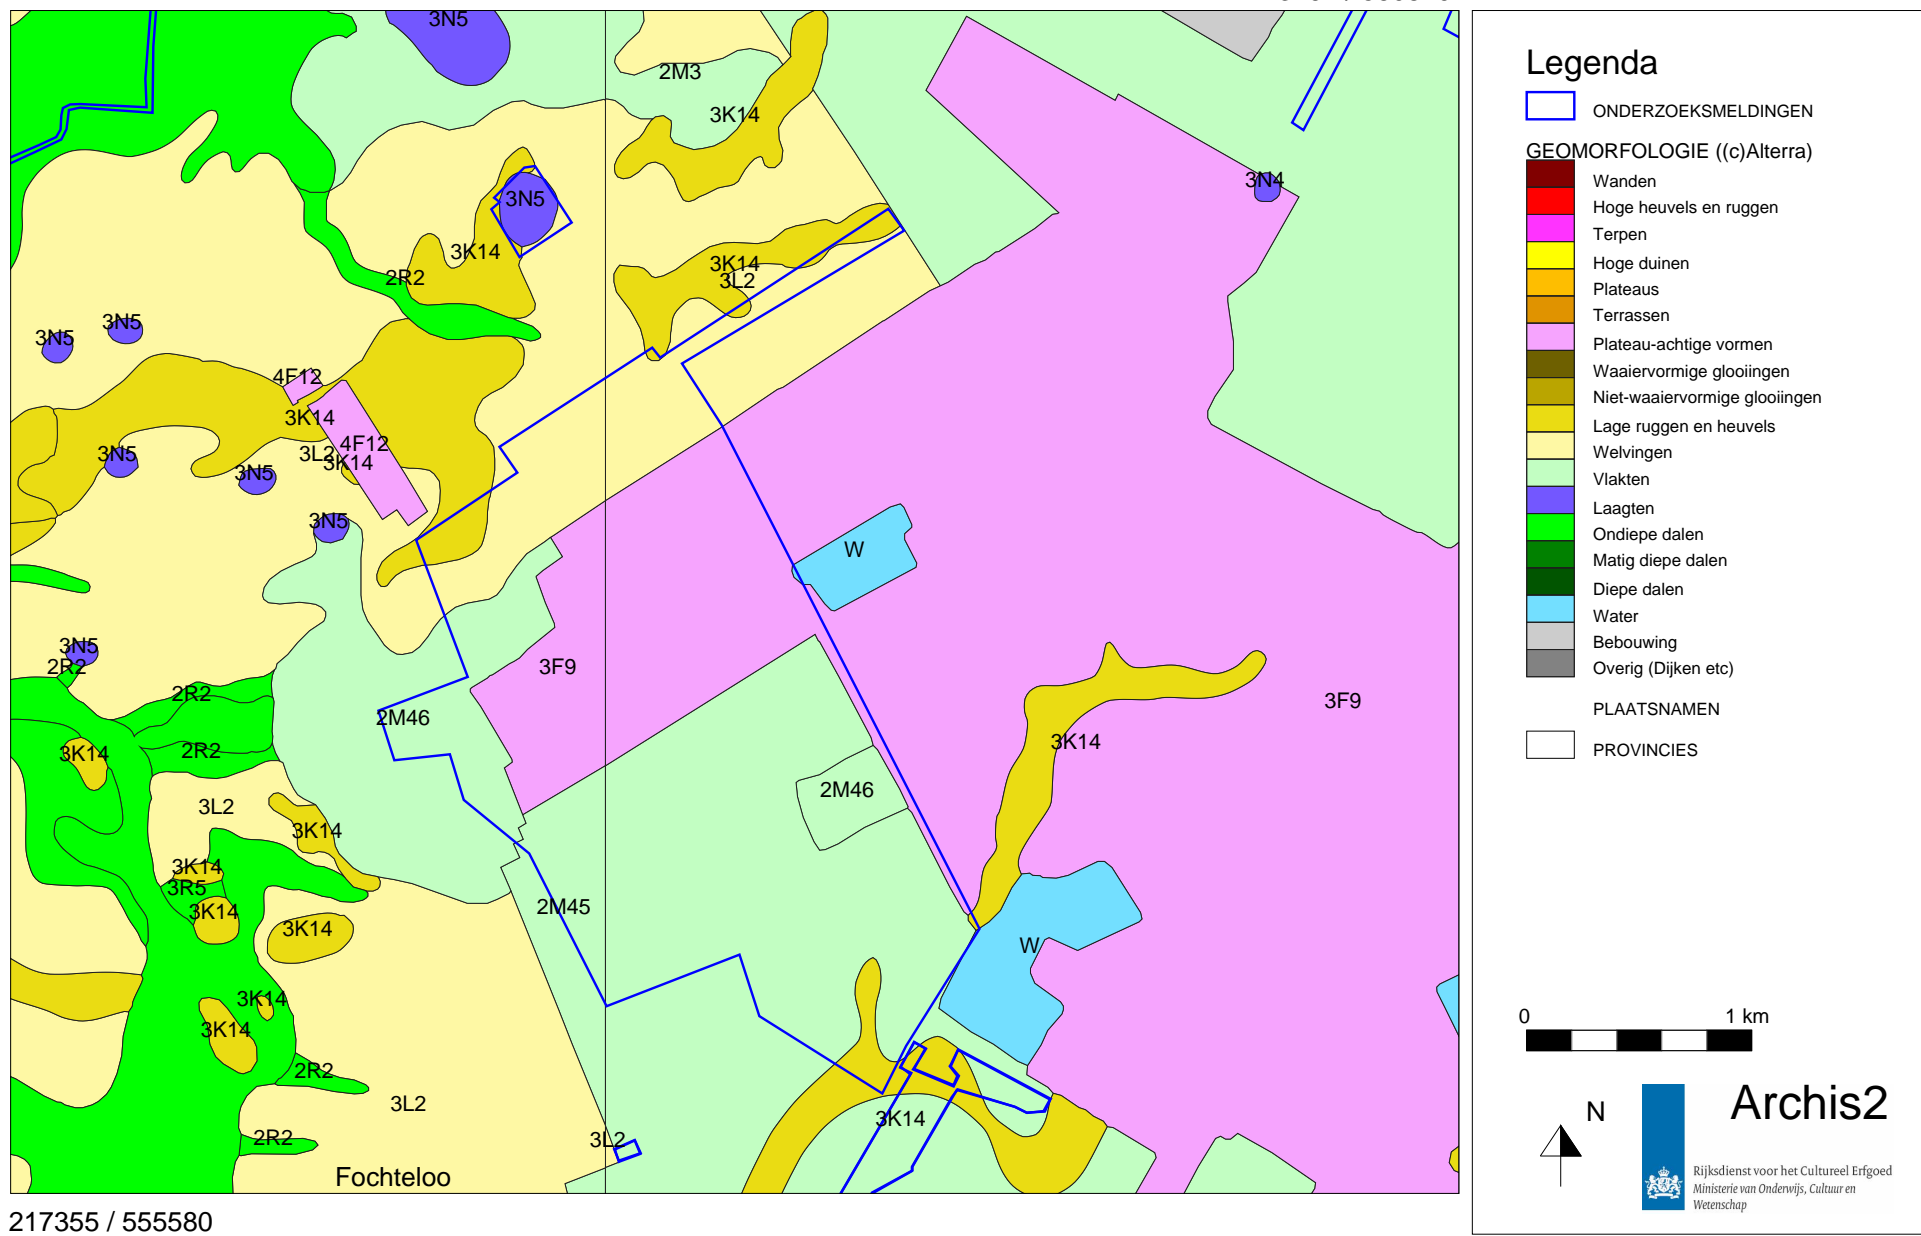 3N5
2M3
3K14
3N4
3N5
3K14
2R2
3K14
3L2
3N5
3N5
4F12
3K14
4F12
3L2
3K14
3N5
3N5
3N5
W
3N5
2R2
3F9
2R2
3F9
2M46
3K14
2R2
3K14
2M46
3L2
3K14
3K14
3R5
2M45
3K14
3K14
W
3K14
3K14
2R2
3L2
3K14
2R2
3L2
Fochteloo
217355 / 555580
Legenda
ONDERZOEKSMELDINGEN
GEOMORFOLOGIE ((c)Alterra)
Wanden
Hoge heuvels en ruggen
Terpen
Hoge duinen
Plateaus
Terrassen
Plateau-achtige vormen
Waaiervormige glooiingen
Niet-waaiervormige glooiingen
Lage ruggen en heuvels
Welvingen
Vlakten
Laagten
Ondiepe dalen
Matig diepe dalen
Diepe dalen
Water
Bebouwing
Overig (Dijken etc)
PLAATSNAMEN
PROVINCIES
0 1 km
N
Archis2
Rijksdienst voor het Cultureel Erfgoed
Ministerie van Onderwijs, Cultuur en
Wetenschap